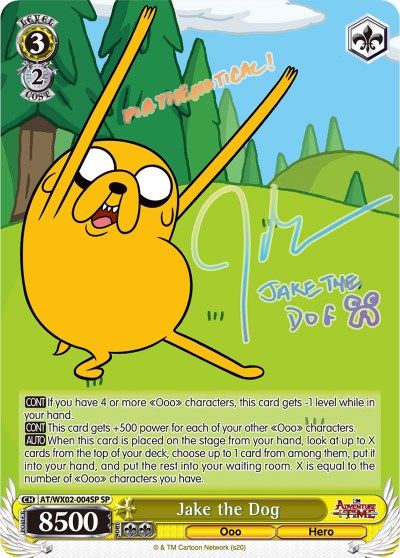 LEVEL
3
2
COST
MATHEMATICAL!
JAKE THE
DOG
CONT If you have 4 or more «Ooo» characters, this card gets -1 level while in
your hand.
CONT This card gets +500 power for each of your other «Ooo» characters.
AUTO When this card is placed on the stage from your hand, look at up to X
cards from the top of your deck, choose up to 1 card from among them, put it
into your hand, and put the rest into your waiting room. X is equal to the
number of «Ooo» characters you have.
CH AT/WX02-004SP SP
Jake the Dog
POWER 8500 SOUL
Ooo Hero
ADVENTURE TIME
© & TM Cartoon Network (s20)